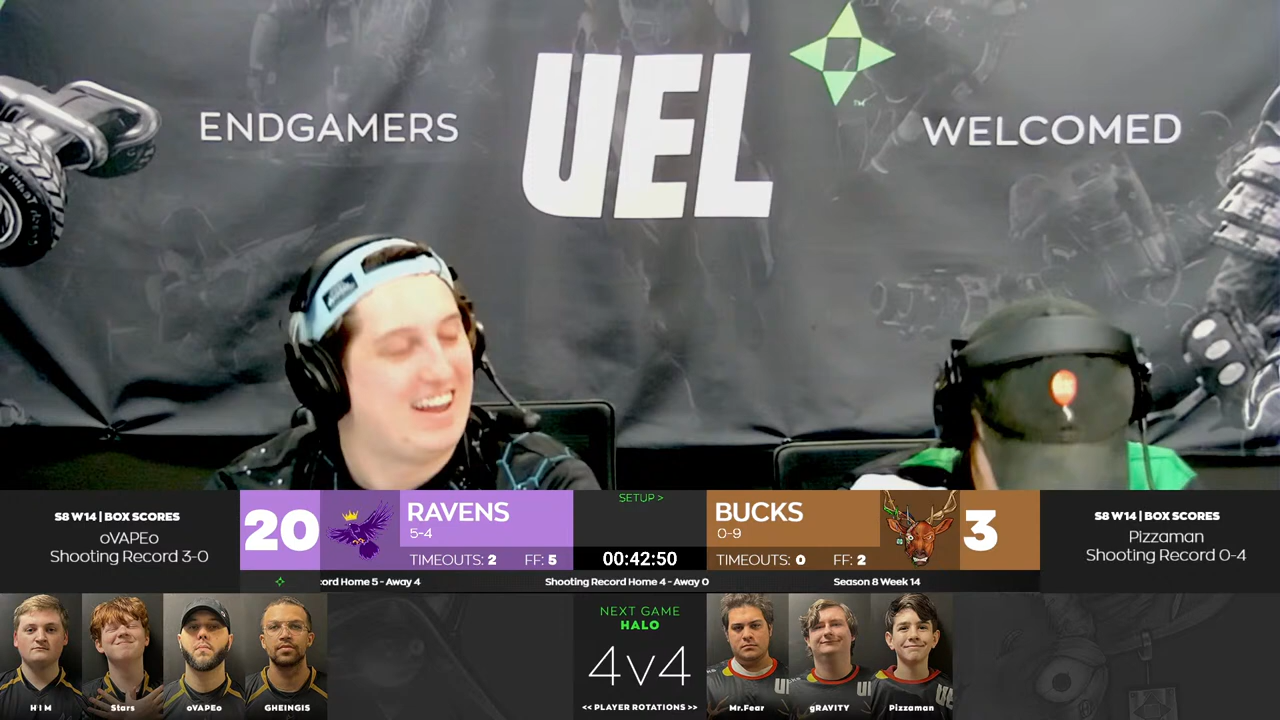 UEL
™
ENDGAMERS
WELCOMED
S8 W14 | BOX SCORES
oVAPEo
Shooting Record 3-0
20
RAVENS
5-4
TIMEOUTS: 2
FF: 5
SETUP >
00:42:50
BUCKS
0-9
TIMEOUTS: 0
FF: 2
3
S8 W14 | BOX SCORES
Pizzaman
Shooting Record 0-4
ord Home 5 - Away 4
Shooting Record Home 4 - Away 0
Season 8 Week 14
NEXT GAME
HALO
4v4
<< PLAYER ROTATIONS >>
H I M
Stars
oVAPEo
GHEINGIS
Mr.Fear
gRAVITY
Pizzaman